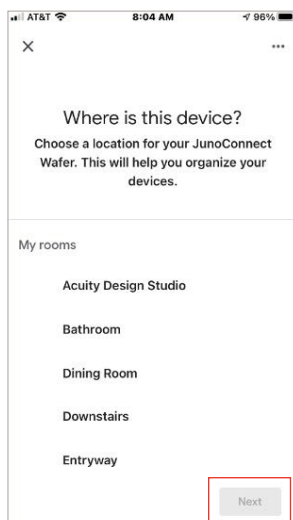 AT&T 8:04 AM 96%
Where is this device?
Choose a location for your JunoConnect
Wafer. This will help you organize your
devices.
My rooms
Acuity Design Studio
Bathroom
Dining Room
Downstairs
Entryway
Next